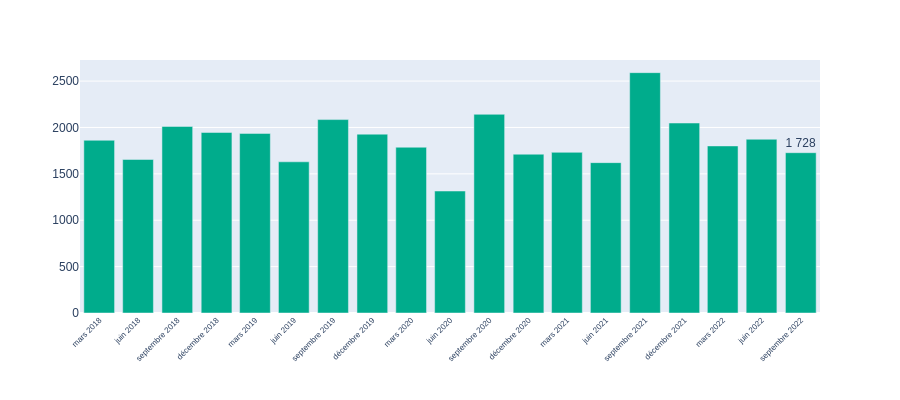 2500
2000
1500
1000
500
0
1 728
mars 2018
juin 2018
septembre 2018
décembre 2018
mars 2019
juin 2019
septembre 2019
décembre 2019
mars 2020
juin 2020
septembre 2020
décembre 2020
mars 2021
juin 2021
septembre 2021
décembre 2021
mars 2022
juin 2022
septembre 2022